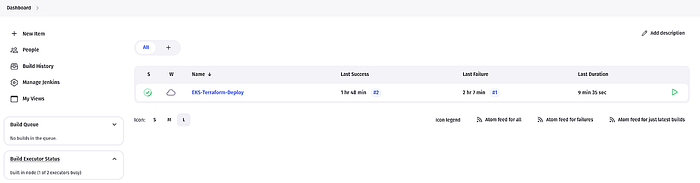 Dashboard
New Item
People
Build History
Manage Jenkins
My Views
Build Queue
No builds in the queue.
Build Executor Status
built in node (1 of 2 executors busy)
Add description
All +
S W Name ↓ Last Success Last Failure Last Duration
EKS-Terraform-Deploy 1 hr 48 min #2 2 hr 7 min #1 9 min 35 sec
Icon: S M L
Icon legend Atom feed for all Atom feed for failures Atom feed for just latest builds